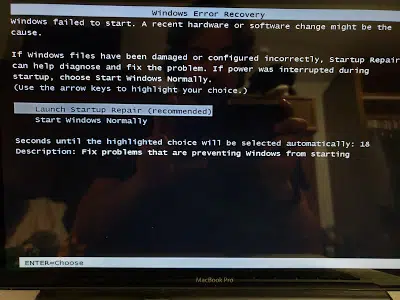 Windows Error Recovery
Windows failed to start. A recent hardware or software change might be the
cause.
If Windows files have been damaged or configured incorrectly, Startup Repair
can help diagnose and fix the problem. If power was interrupted during
startup, choose Start Windows Normally.
(Use the arrow keys to highlight your choice.)
Launch Startup Repair (recommended)
Start Windows Normally
Seconds until the highlighted choice will be selected automatically: 18
Description: Fix problems that are preventing Windows from starting
ENTER=Choose
MacBook Pro